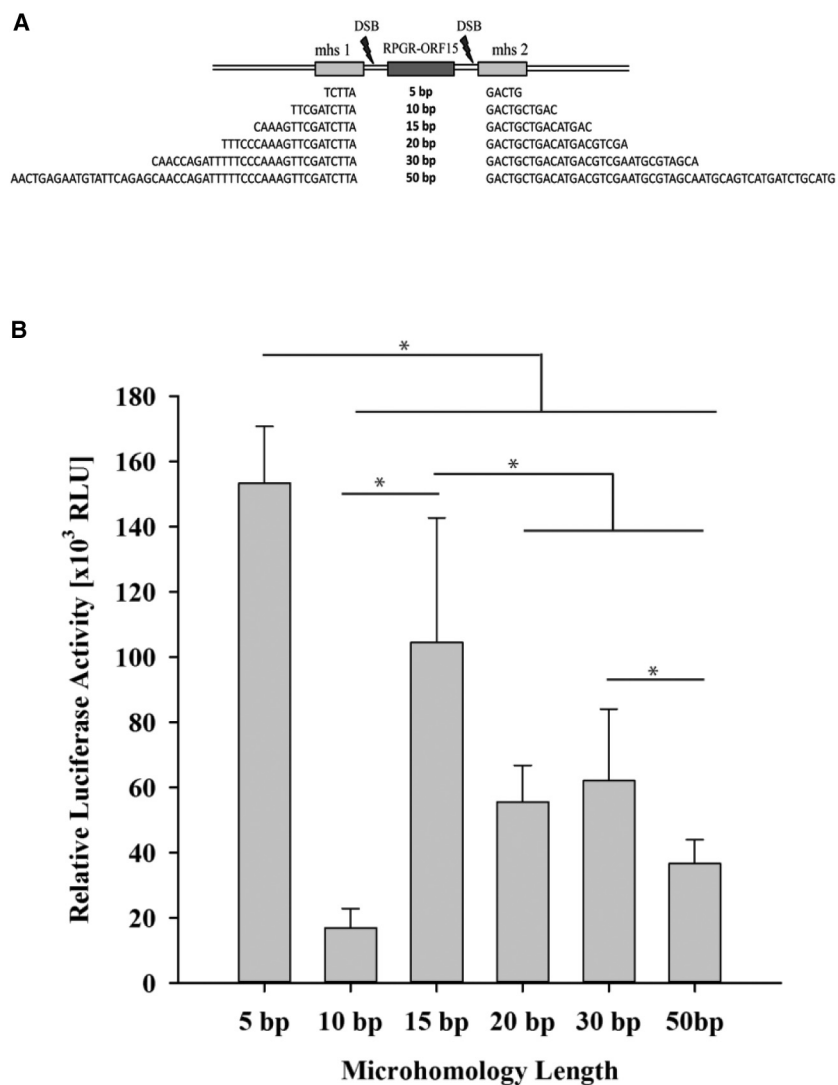 A
DSB DSB
mhs 1 RPGR-ORF15 mhs 2
TCTTA 5 bp GACTG
TTCGATCTTA 10 bp GACTGCTGAC
CAAAGTTCGATCTTA 15 bp GACTGCTGACATGAC
TTTCCCAAAGTTCGATCTTA 20 bp GACTGCTGACATGACGTCGA
CAACCAGATTTTTCCCAAAGTTCGATCTTA 30 bp GACTGCTGACATGACGTCGAATGCGTAGCA
AACTGAGAATGTATTCAGAGCAACCAGATTTTTCCCAAAGTTCGATCTTA 50 bp GACTGCTGACATGACGTCGAATGCGTAGCAATGCAGTCATGATCTGCATG
B
*
*
*
*
180
160
140
120
100
80
60
40
20
0
Relative Luciferase Activity [x10³ RLU]
5 bp 10 bp 15 bp 20 bp 30 bp 50bp
Microhomology Length